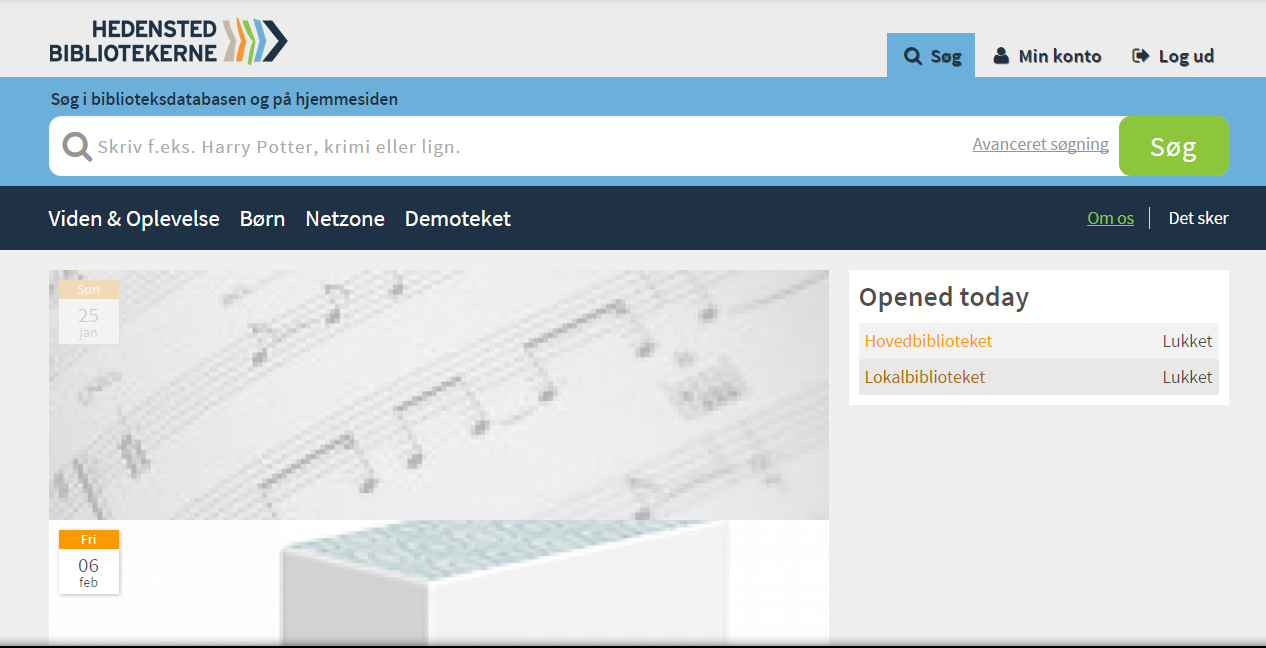 HEDENSTED
BIBLIOTEKERNE
Søg
Min konto
Log ud
Søg i biblioteksdatabasen og på hjemmesiden
Skriv f.eks. Harry Potter, krimi eller lign.
Avanceret søgning
Søg
Viden & Oplevelse
Børn
Netzone
Demoteket
Om os
Det sker
Sun
25
jan
Opened today
Hovedbiblioteket Lukket
Lokalbiblioteket Lukket
Fri
06
feb